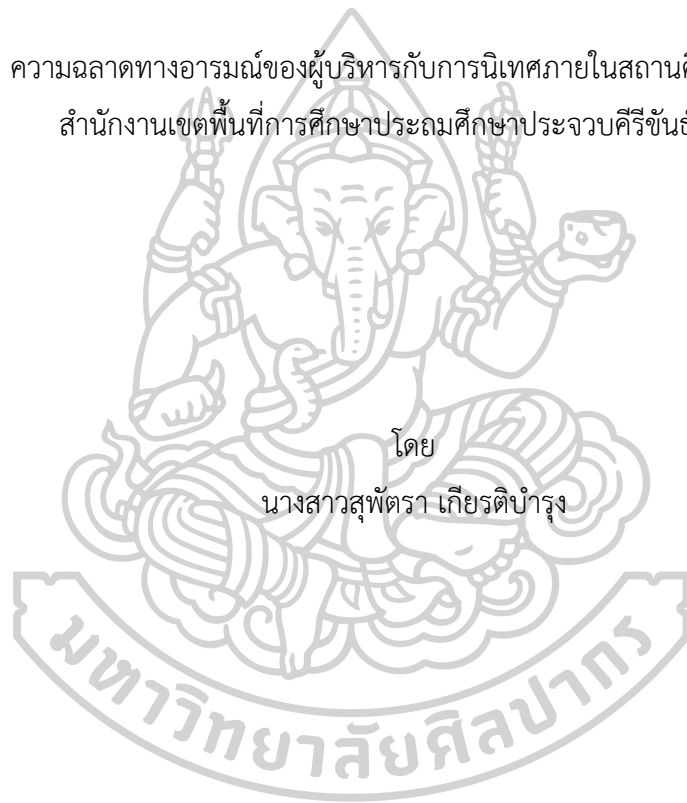 ความฉลาดทางอารมณ์ของผู้บริหารกับการนิเทศภายในสถาน
สำนักงานเขตพื้นที่การศึกษาประถมศึกษาประจวบคีรีขัน
โดย
นางสาวสุพัตรา เกียรติบำรุง
มหาวิทยาลัยศิลปากร